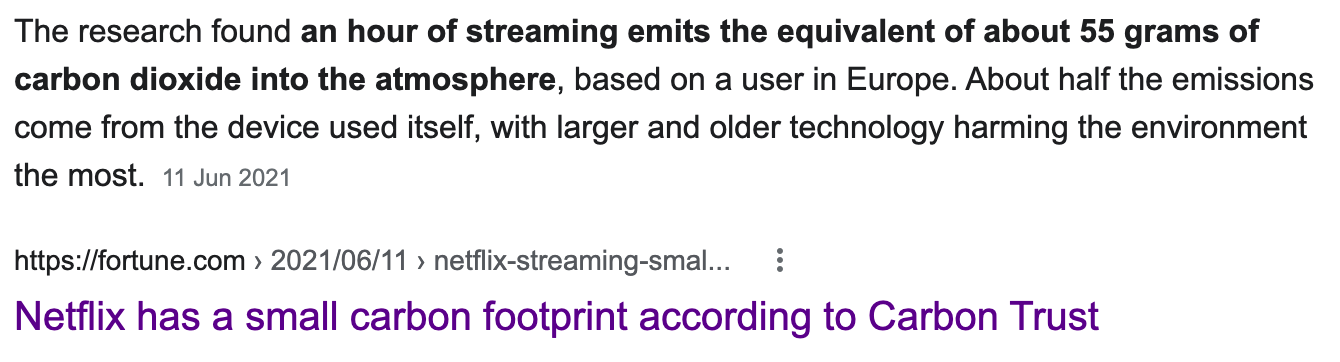 The research found an hour of streaming emits the equivalent of about 55 grams of
carbon dioxide into the atmosphere, based on a user in Europe. About half the emissions
come from the device used itself, with larger and older technology harming the environment
the most. 11 Jun 2021
https://fortune.com › 2021/06/11 › netflix-streaming-smal...
Netflix has a small carbon footprint according to Carbon Trust